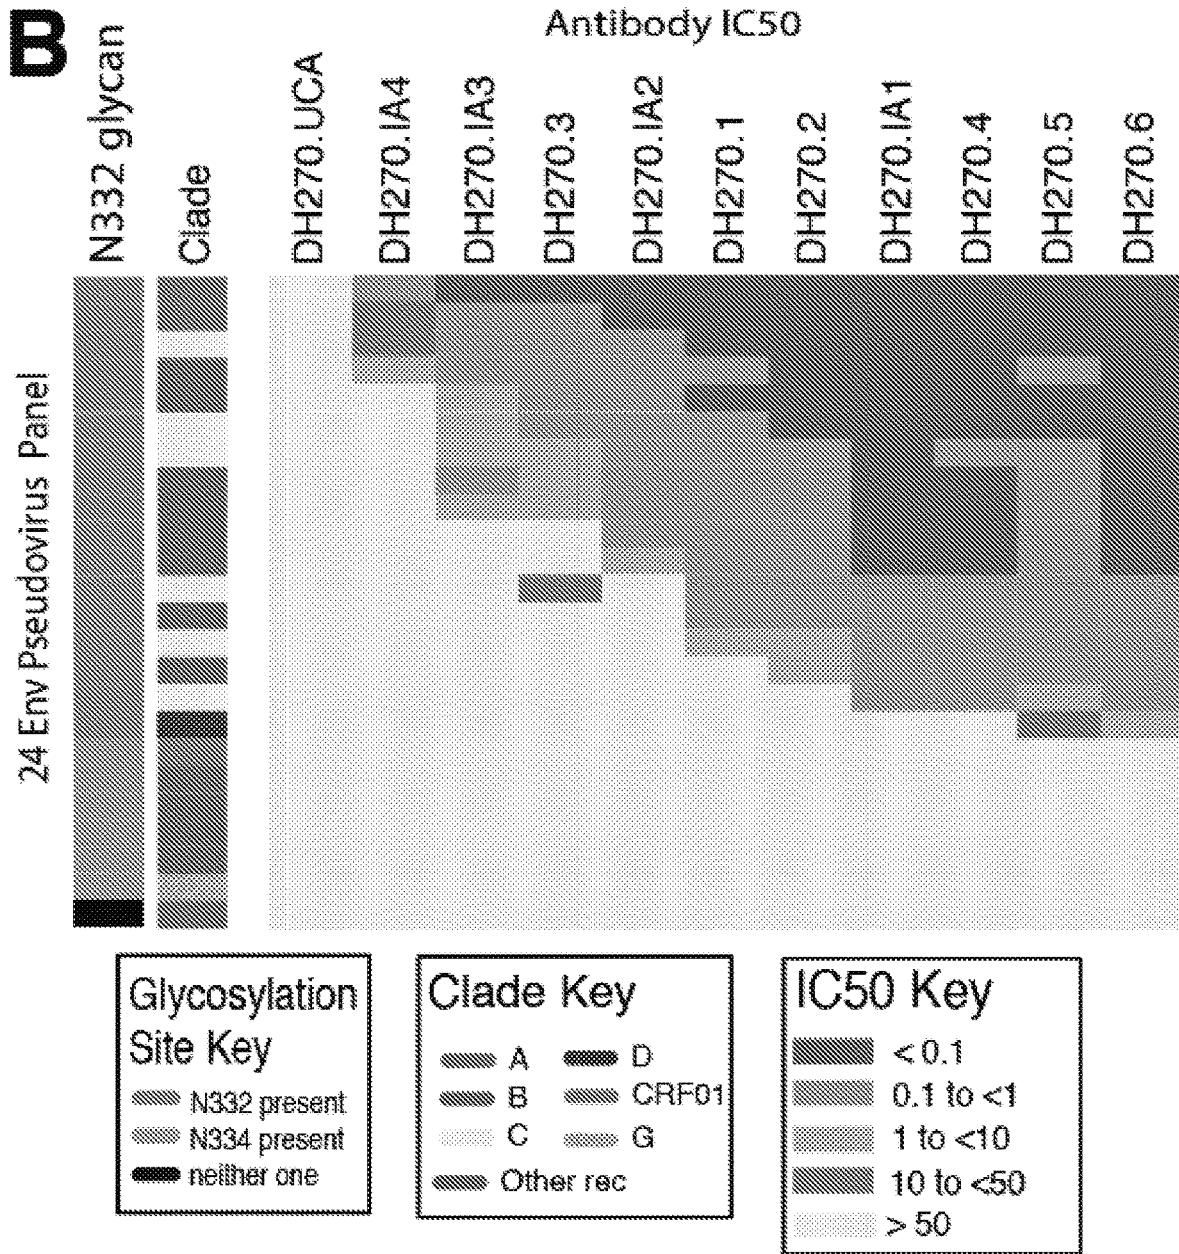 B
Antibody IC50
N332 glycan
Clade
DH270.UCA
DH270.IA4
DH270.IA3
DH270.3
DH270.IA2
DH270.1
DH270.2
DH270.IA1
DH270.4
DH270.5
DH270.6
24 Env Pseudovirus Panel
Glycosylation
Site Key
N332 present
N334 present
neither one
Clade Key
A
D
B
CRF01
C
G
Other rec
IC50 Key
< 0.1
0.1 to <1
1 to <10
10 to <50
> 50